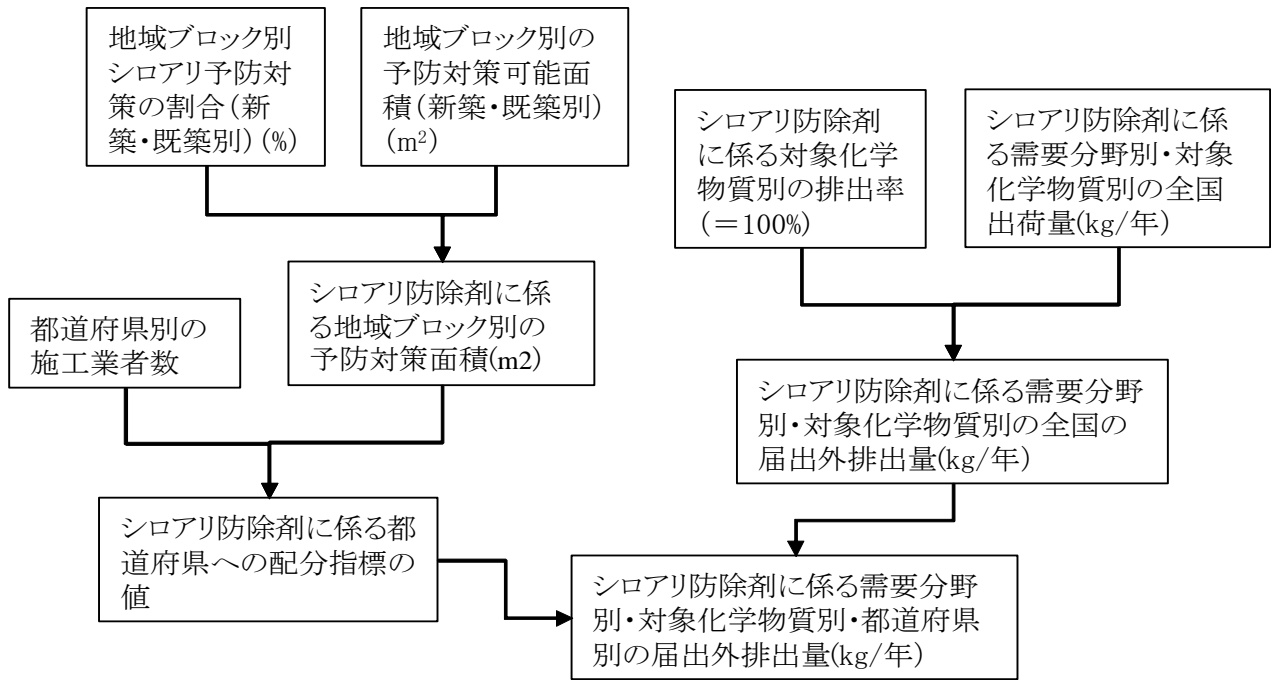 地域ブロック別
シロアリ予防対
策の割合(新
築・既築別)(%)
地域ブロック別の
予防対策可能面
積(新築・既築別)
(m²)
シロアリ防除剤
に係る対象化学
物質別の排出率
(=100%)
シロアリ防除剤に係
る需要分野別・対象
化学物質別の全国
出荷量(kg/年)
都道府県別の
施工業者数
シロアリ防除剤に係
る地域ブロック別の
予防対策面積(m2)
シロアリ防除剤に係る需要分野
別・対象化学物質別の全国の
届出外排出量(kg/年)
シロアリ防除剤に係る都
道府県への配分指標の
値
シロアリ防除剤に係る需要分野
別・対象化学物質別・都道府県
別の届出外排出量(kg/年)